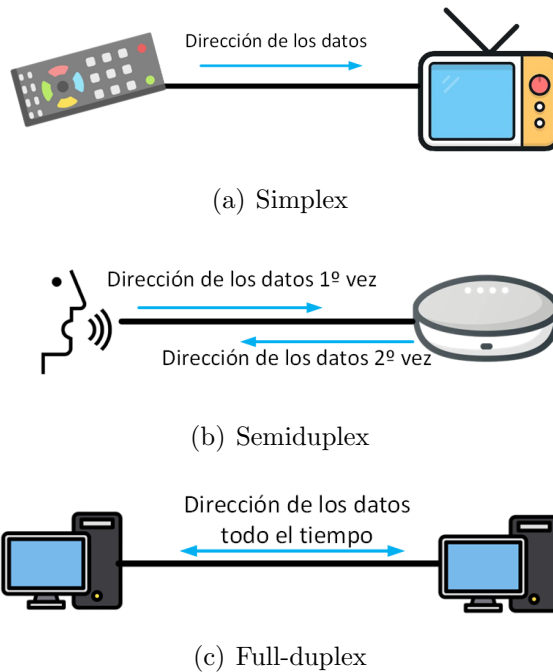 Dirección de los datos
(a) Simplex
Dirección de los datos 1º vez
Dirección de los datos 2º vez
(b) Semiduplex
Dirección de los datos
todo el tiempo
(c) Full-duplex